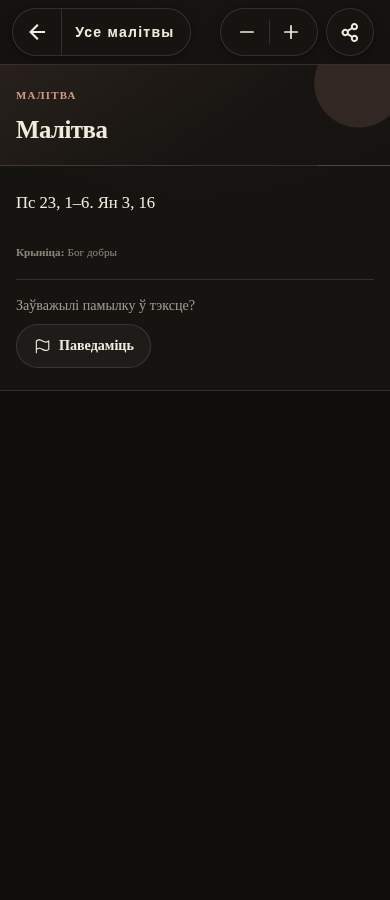 Усе малітвы
МАЛІТВА
Малітва
Пс 23, 1–6. Ян 3, 16
Крыніца: Бог добры
Заўважылі памылку ў тэксце?
Паведаміць